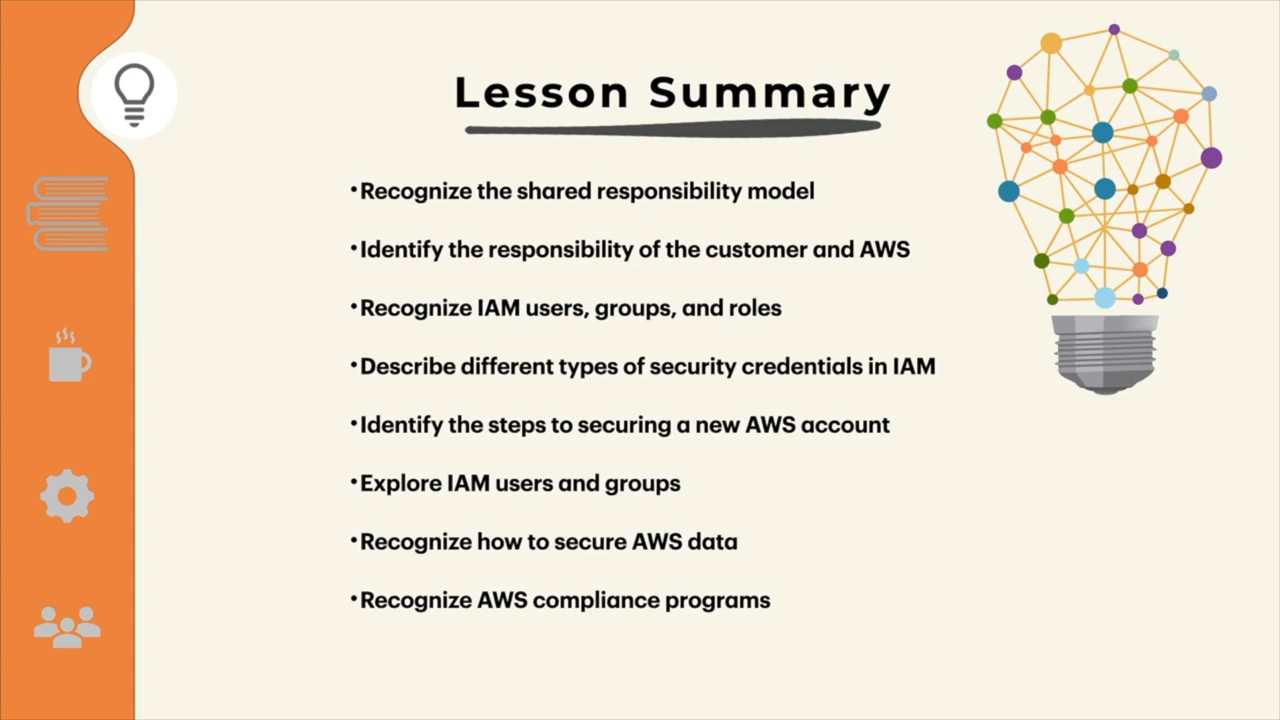 Lesson Summary
•Recognize the shared responsibility model
•Identify the responsibility of the customer and AWS
•Recognize IAM users, groups, and roles
•Describe different types of security credentials in IAM
•Identify the steps to securing a new AWS account
•Explore IAM users and groups
•Recognize how to secure AWS data
•Recognize AWS compliance programs